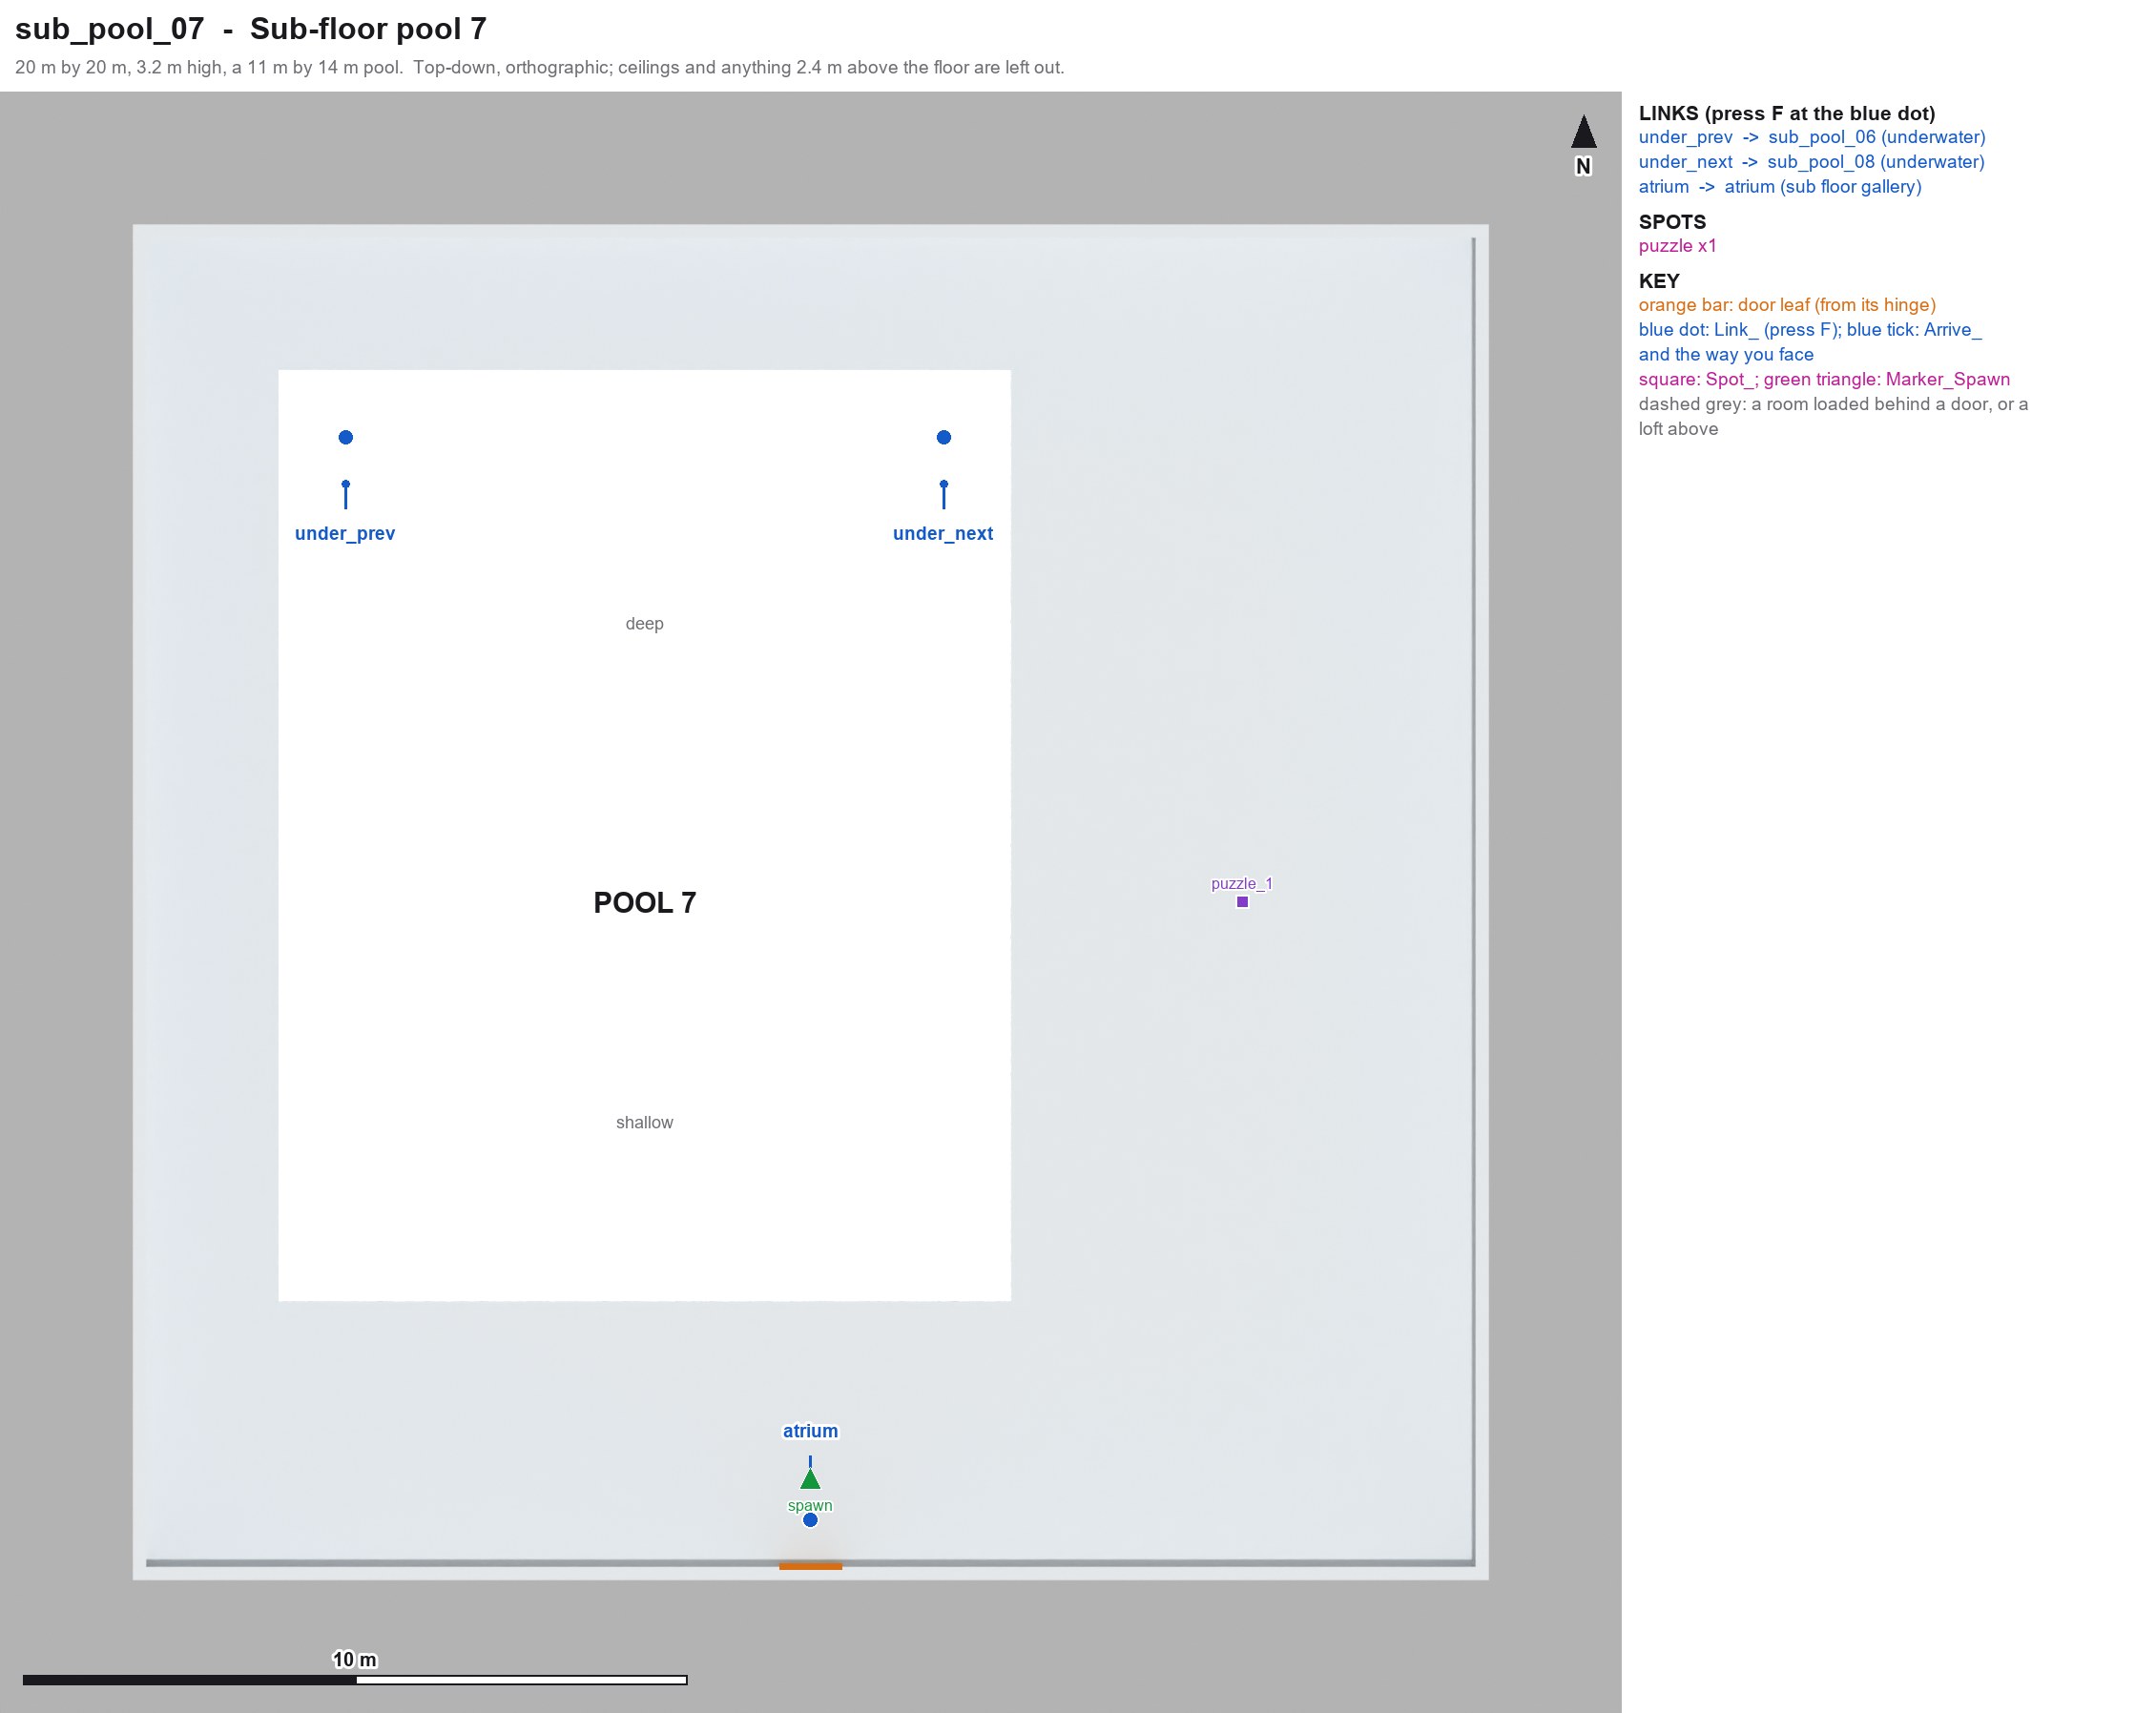 sub_pool_07 - Sub-floor pool 7
20 m by 20 m, 3.2 m high, a 11 m by 14 m pool. Top-down, orthographic; ceilings and anything 2.4 m above the floor are left out.
N
LINKS (press F at the blue dot)
under_prev -> sub_pool_06 (underwater)
under_next -> sub_pool_08 (underwater)
atrium -> atrium (sub floor gallery)
SPOTS
puzzle x1
KEY
orange bar: door leaf (from its hinge)
blue dot: Link_ (press F); blue tick: Arrive_
and the way you face
square: Spot_; green triangle: Marker_Spawn
dashed grey: a room loaded behind a door, or a
loft above
under_prev
under_next
deep
puzzle_1
POOL 7
shallow
atrium
spawn
10 m